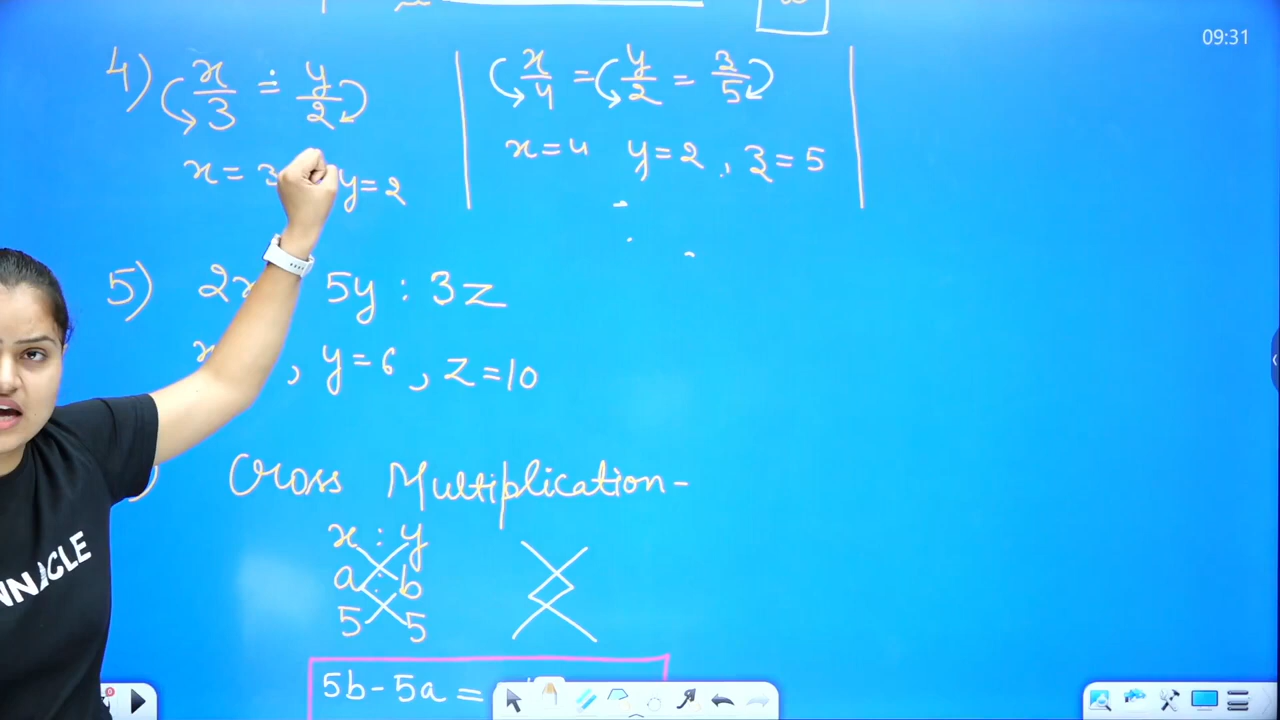 09:31
4) x/3 = y/2 | x/4 = y/2 = z/5 |
x = 3 y = 2 x = 4 y = 2 , z = 5
5) 2x 5y : 3z
, y = 6 , z = 10
Cross Multiplication -
x : y
a : b
5 5
5b - 5a =
NNACLE